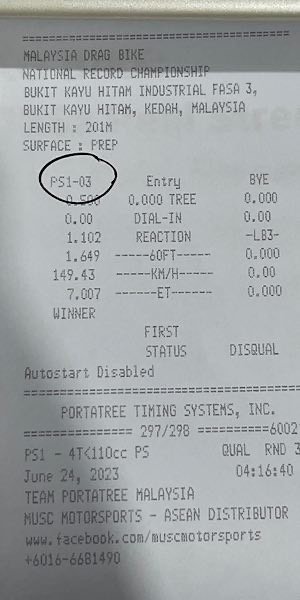 MALAYSIA DRAG BIKE
NATIONAL RECORD CHAMPIONSHIP
BUKIT KAYU HITAM INDUSTRIAL FASA 3,
BUKIT KAYU HITAM, KEDAH, MALAYSIA
LENGTH : 201M
SURFACE : PREP
PS1-03 Entry BYE
0.500 0.000 TREE 0.000
0.00 DIAL-IN 0.00
1.102 REACTION -L83-
1.649 -----60FT----- 0.000
149.43 -----KM/H----- 0.00
7.007 ------ET------ 0.000
WINNER
FIRST
STATUS DISQUAL
Autostart Disabled
PORTATREE TIMING SYSTEMS, INC.
============== 297/298 ==========6002
PS1 - 4T<110cc PS QUAL RND 3
June 24, 2023 04:16:40
TEAM PORTATREE MALAYSIA
MUSC MOTORSPORTS - ASEAN DISTRIBUTOR
www.facebook.com/muscmotorsports
+6016-6681490